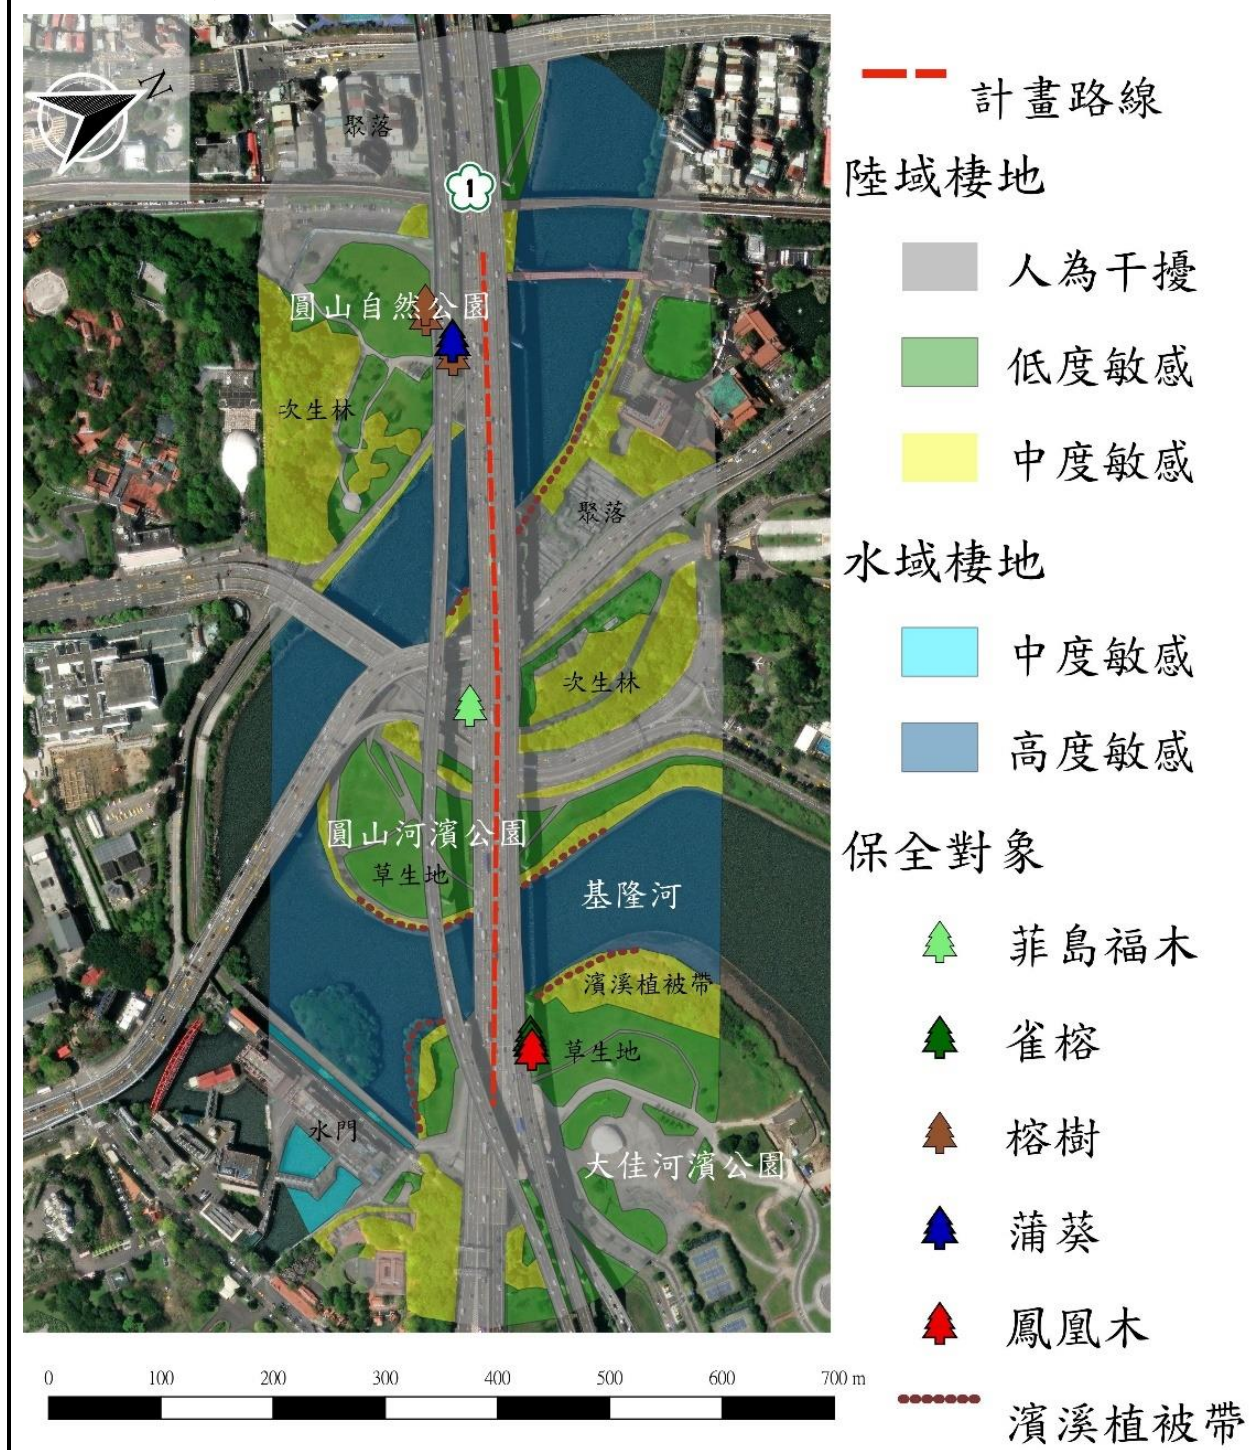 N
聚落
1
圓山自然公園
次生林
聚落
次生林
圓山河濱公園
草生地
基隆河
濱溪植被帶
草生地
水門
大佳河濱公園
0 100 200 300 400 500 600 700 m
計畫路線
陸域棲地
人為干擾
低度敏感
中度敏感
水域棲地
中度敏感
高度敏感
保全對象
菲島福木
雀榕
榕樹
蒲葵
鳳凰木
濱溪植被帶